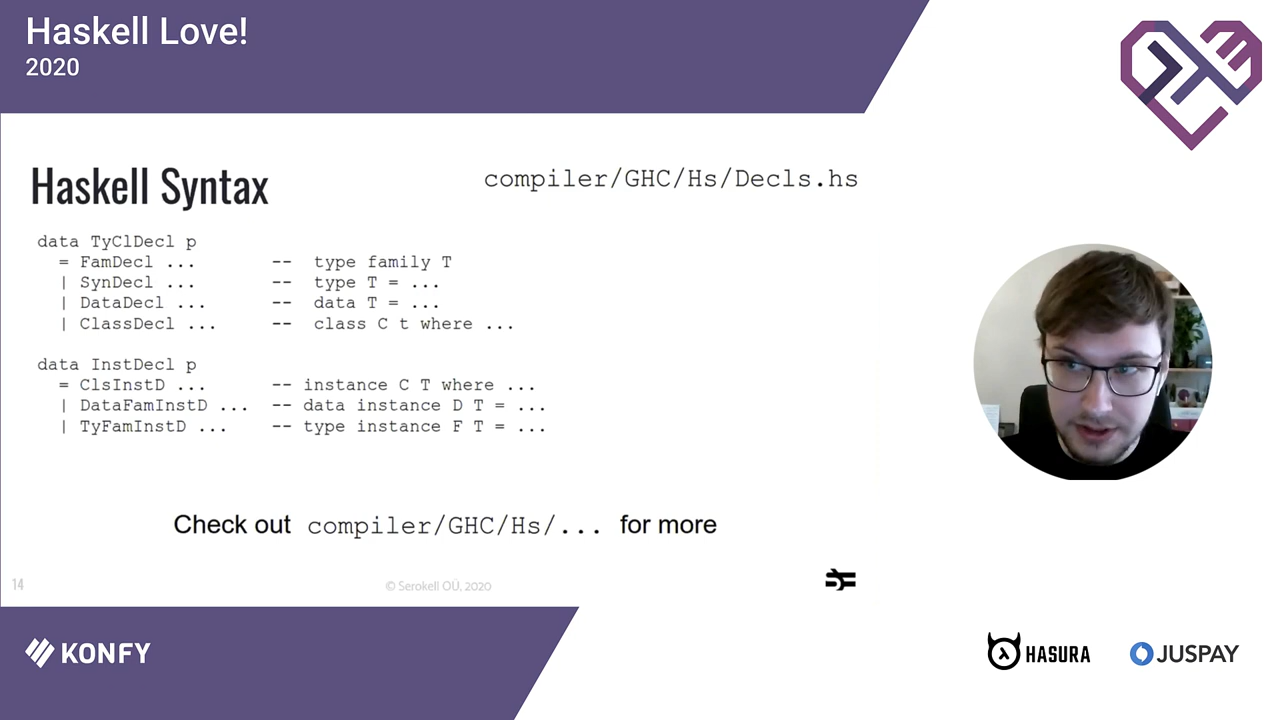 Haskell Love!
2020
Haskell Syntax
compiler/GHC/Hs/Decls.hs
data TyClDecl p
= FamDecl ... -- type family T
| SynDecl ... -- type T = ...
| DataDecl ... -- data T = ...
| ClassDecl ... -- class C t where ...
data InstDecl p
= ClsInstD ... -- instance C T where ...
| DataFamInstD ... -- data instance D T = ...
| TyFamInstD ... -- type instance F T = ...
Check out compiler/GHC/Hs/... for more
14
© Serokell OÜ, 2020
KONFY
HASURA
JUSPAY